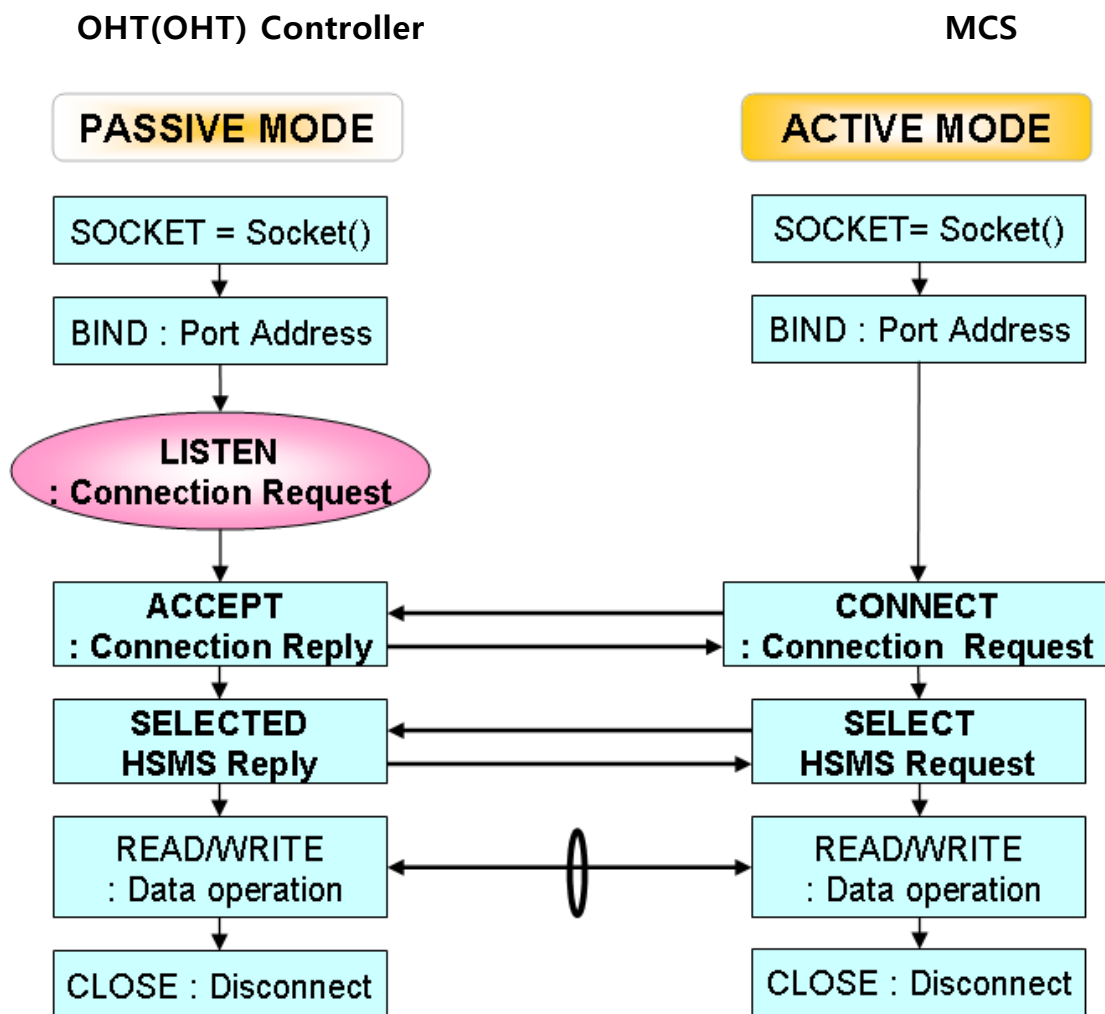 OHT(OHT) Controller
MCS
PASSIVE MODE
ACTIVE MODE
SOCKET = Socket()
SOCKET= Socket()
BIND : Port Address
BIND : Port Address
LISTEN
: Connection Request
ACCEPT
: Connection Reply
CONNECT
: Connection Request
SELECTED
HSMS Reply
SELECT
HSMS Request
READ/WRITE
: Data operation
READ/WRITE
: Data operation
CLOSE : Disconnect
CLOSE : Disconnect